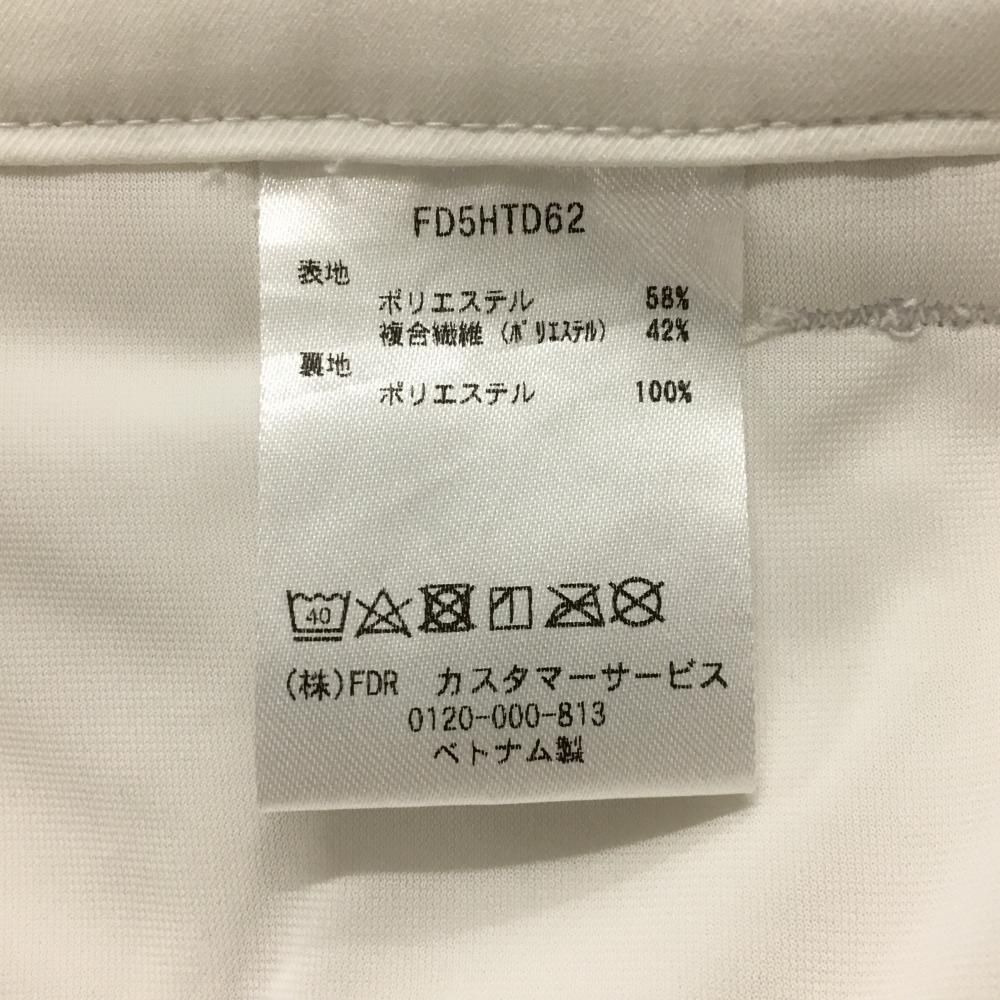 FD5HTD62
表地
ポリエステル 58%
複合繊維 (ポリエステル) 42%
裏地
ポリエステル 100%
40
(株)FDR カスタマーサービス
0120-000-813
ベトナム製